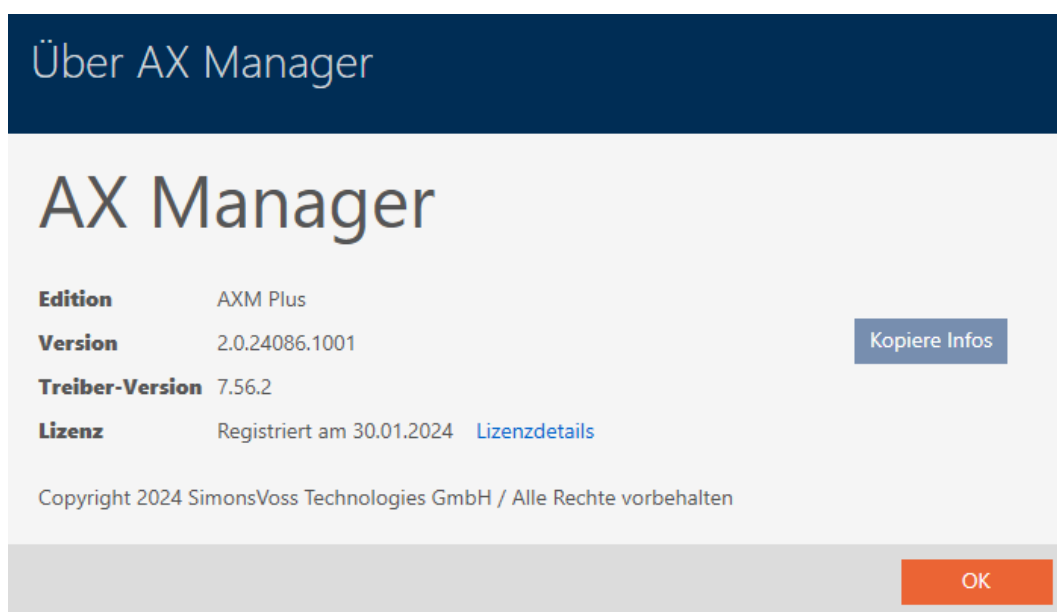 Über AX Manager
AX Manager
Edition AXM Plus
Version 2.0.24086.1001
Kopiere Infos
Treiber-Version 7.56.2
Lizenz Registriert am 30.01.2024 Lizenzdetails
Copyright 2024 SimonsVoss Technologies GmbH / Alle Rechte vorbehalten
OK